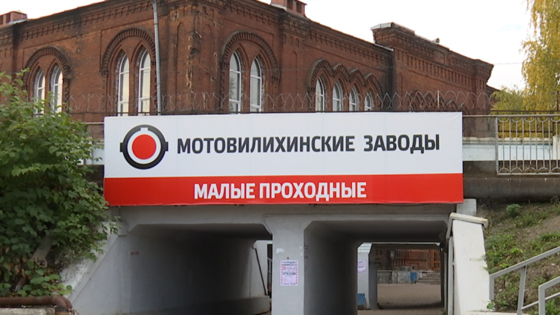 МОТОВИЛИХИНСКИЕ ЗАВОДЫ
МАЛЫЕ ПРОХОДНЫЕ